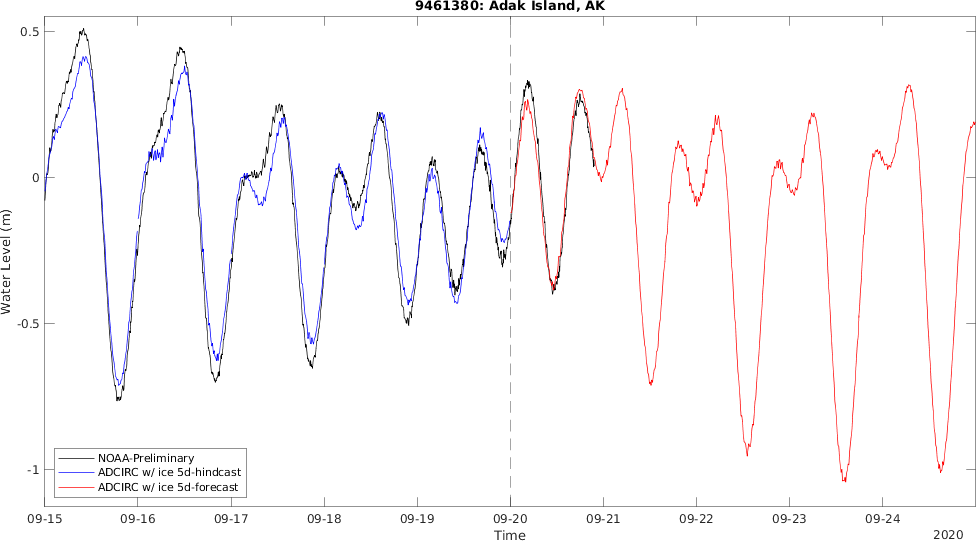 9461380: Adak Island, AK
Water Level (m)
0.5
0
-0.5
-1
NOAA-Preliminary
ADCIRC w/ ice 5d-hindcast
ADCIRC w/ ice 5d-forecast
09-15 09-16 09-17 09-18 09-19 09-20 09-21 09-22 09-23 09-24
Time
2020